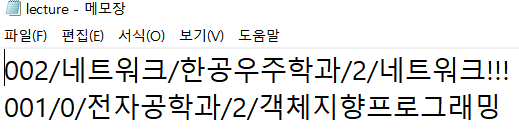 lecture - 메모장
파일(F) 편집(E) 서식(O) 보기(V) 도움말
002/네트워크/한공우주학과/2/네트워크!!!
001/0/전자공학과/2/객체지향프로그래밍